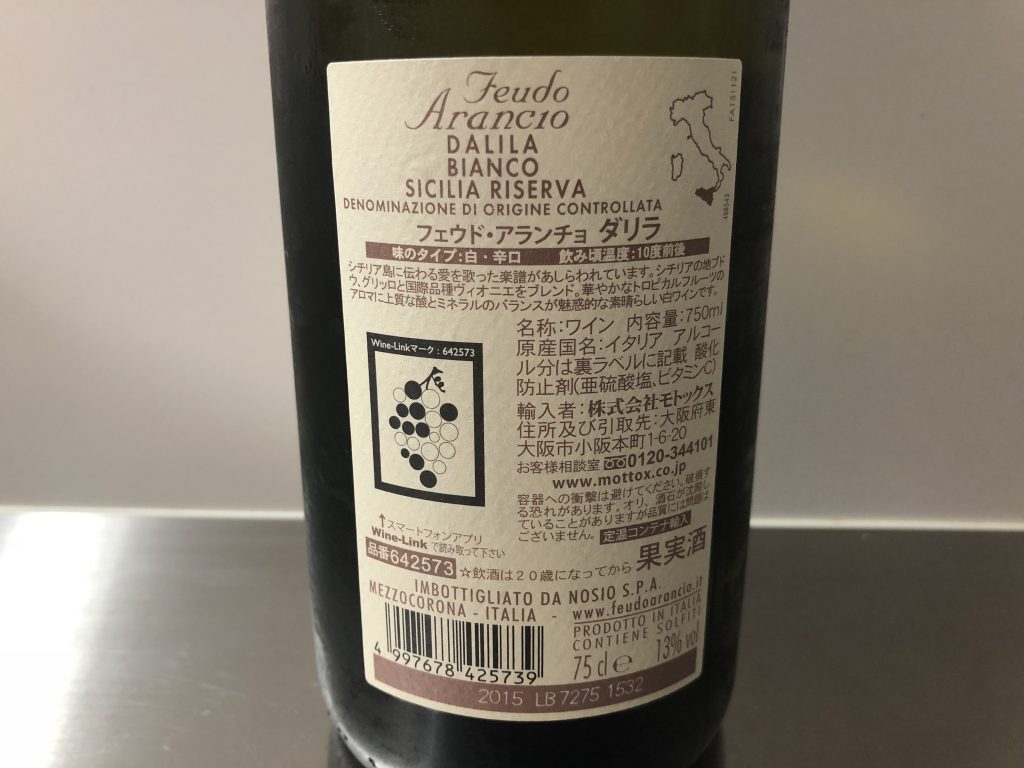 Feudo
Arancio
DALILA
BIANCO
SICILIA RISERVA
DENOMINAZIONE DI ORIGINE CONTROLLATA
FA151121
488343
フェウド・アランチョ ダリラ
味のタイプ:白・辛口 飲み頃温度:10度前後
シチリア島に伝わる愛を歌った楽譜があしらわれています。シチリアの地ブド
ウ、グリッロと国際品種ヴィオニエをブレンド。華やかなトロピカルフルーツの
アロマに上質な酸とミネラルのバランスが魅惑的な素晴らしい白ワインです。
Wine-Linkマーク:642573
名称:ワイン 内容量:750ml
原産国名:イタリア アルコー
ル分は裏ラベルに記載 酸化
防止剤(亜硫酸塩、ビタミンC)
輸入者:株式会社モトックス
住所及び引取先:大阪府東
大阪市小阪本町1-6-20
お客様相談室 0120-344101
www.mottox.co.jp
容器への衝撃は避けてください。破損す
る恐れがあります。オリ、酒石が沈殿し
ていることがありますが品質には問題は
ございません。 定温コンテナ輸入
↑スマートフォンアプリ
Wine-Link で読み取って下さい
品番642573 ☆飲酒は20歳になってから 果実酒
IMBOTTIGLIATO DA NOSIO S.P.A.
MEZZOCORONA - ITALIA - www.feudoarancio.it
PRODOTTO IN ITALIA
CONTIENE SOLFITI
4 997678 425739
75 cl e 13% vol
2015 LB 7275 1532